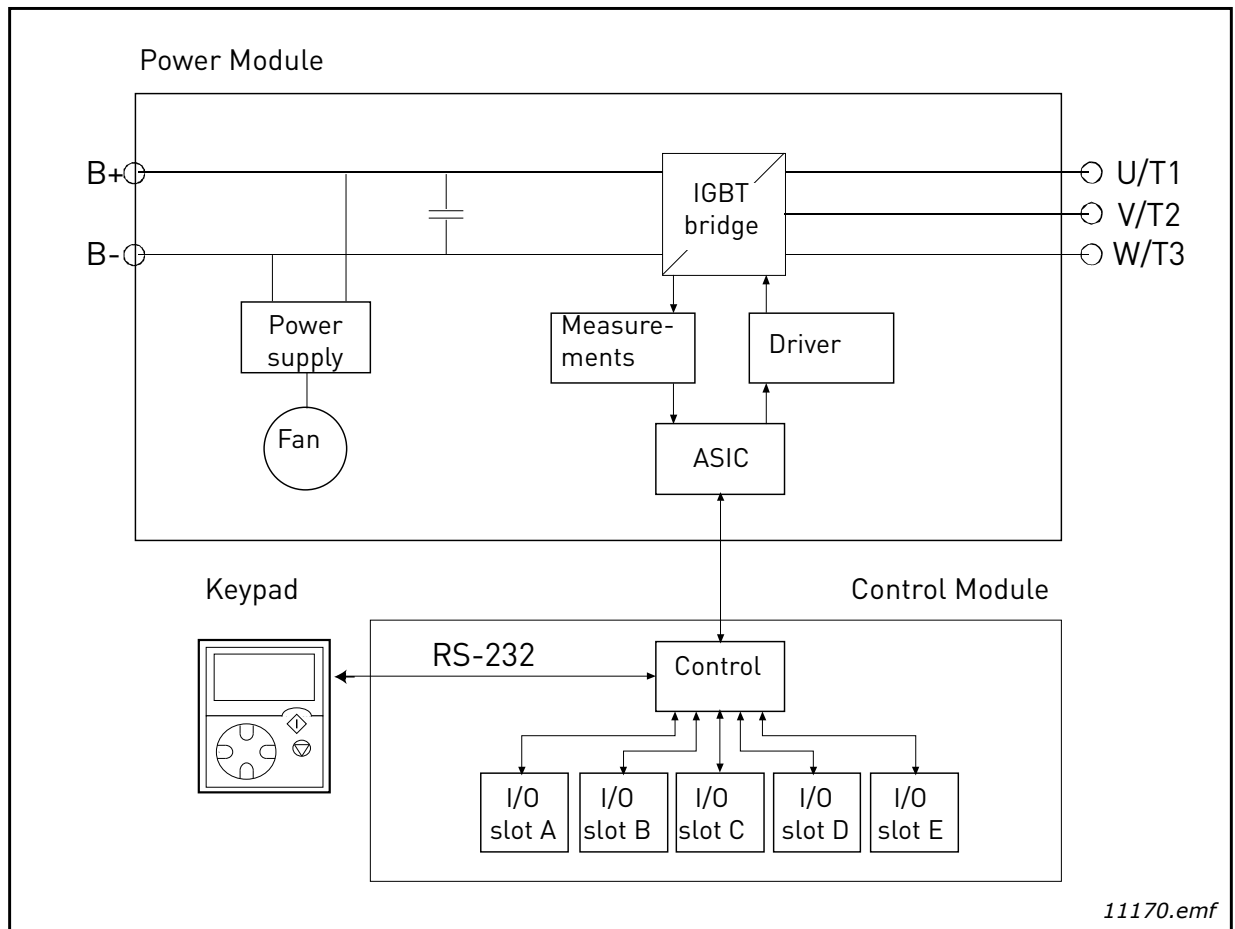 Power Module
B+
B-
IGBT
bridge
U/T1
V/T2
W/T3
Power
supply
Measure-
ments
Driver
Fan
ASIC
Keypad
Control Module
RS-232
Control
I/O
slot A
I/O
slot B
I/O
slot C
I/O
slot D
I/O
slot E
11170.emf